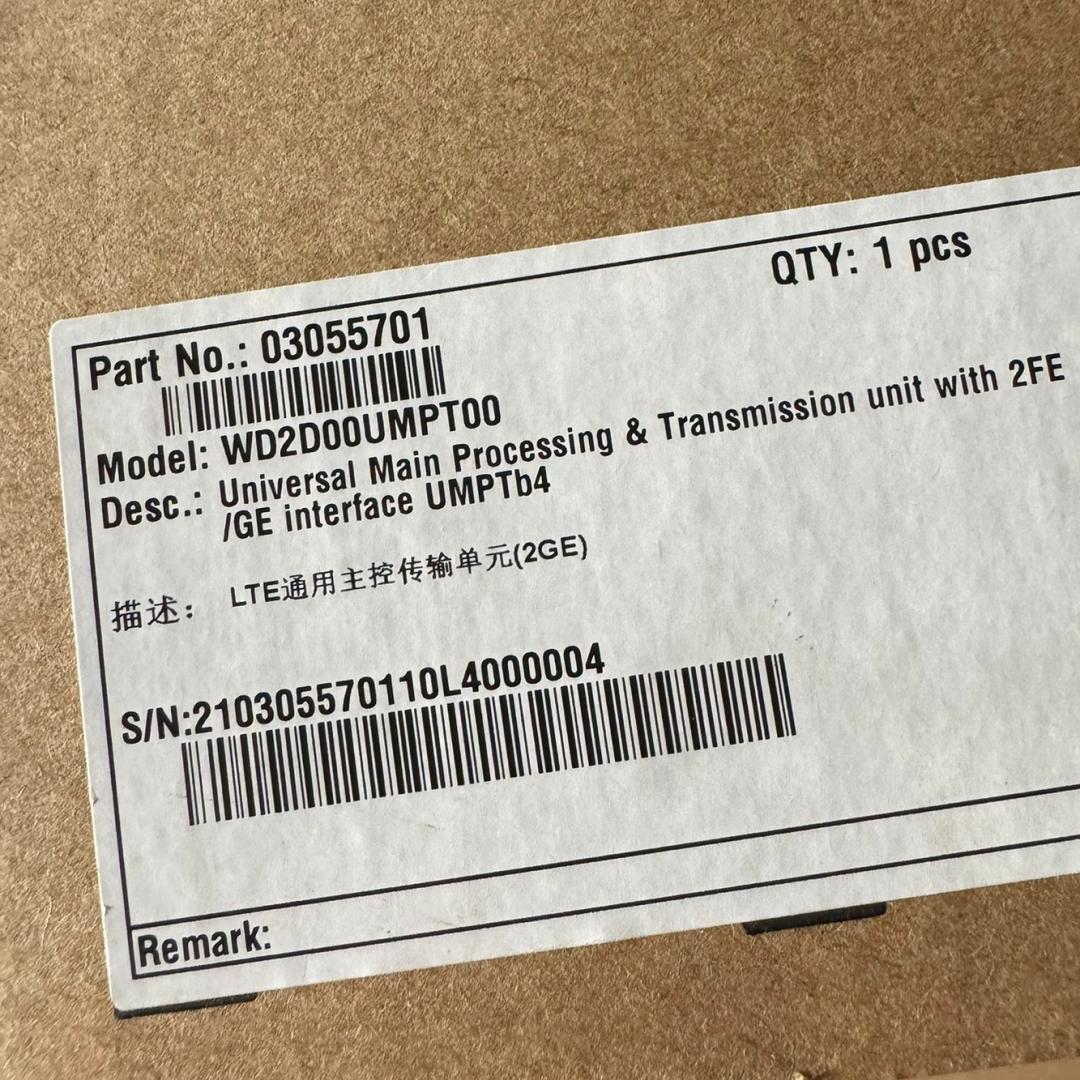 QTY: 1 pcs
Part No.: 03055701
Model: WD2D00UMPT00
Desc.: Universal Main Processing & Transmission unit with 2FE
/GE interface UMPTb4
描述: LTE通用主控传输单元(2GE)
S/N:210305570110L4000004
Remark: